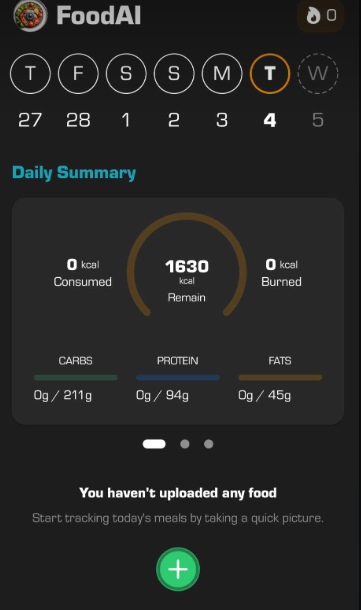 FoodAI
0
T F S S M T W
27 28 1 2 3 4 5
Daily Summary
0 kcal
Consumed
1630
kcal
Remain
0 kcal
Burned
CARBS PROTEIN FATS
0g / 211g 0g / 94g 0g / 45g
You haven't uploaded any food
Start tracking today's meals by taking a quick picture.